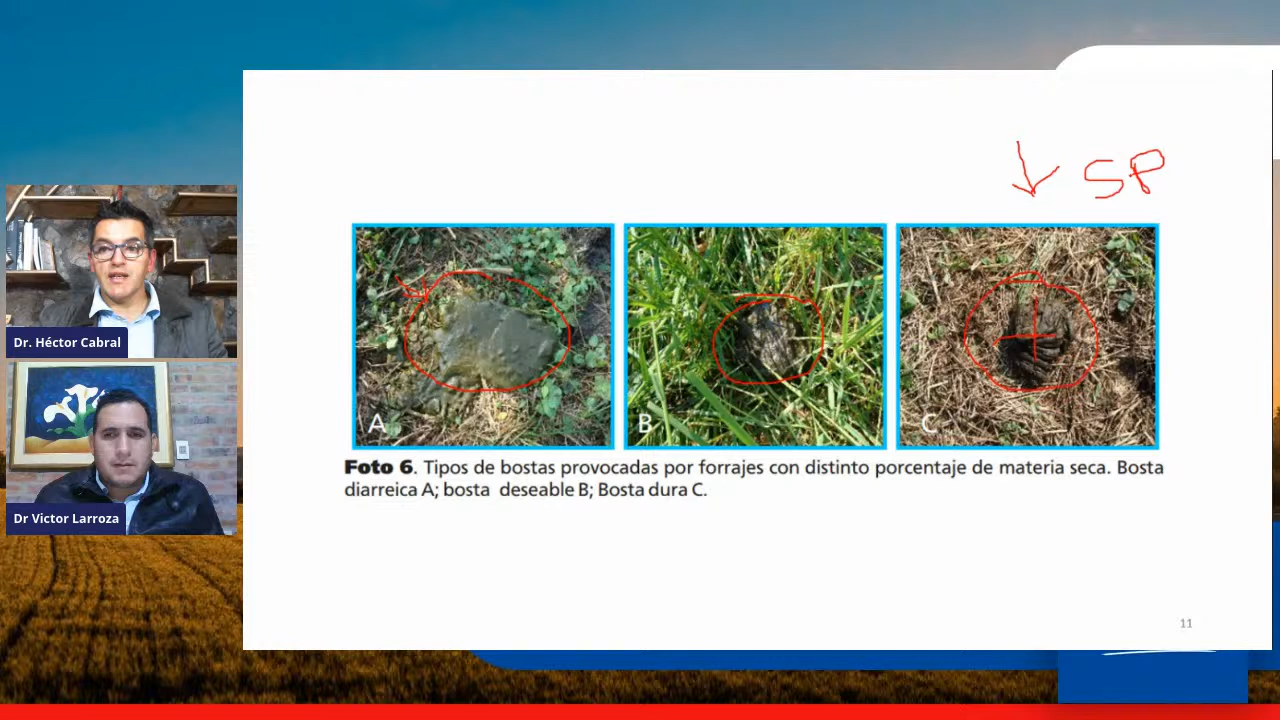 SP
A
B
C
Foto 6. Tipos de bostas provocadas por forrajes con distinto porcentaje de materia seca. Bosta
diarreica A; bosta deseable B; Bosta dura C.
11
Dr. Héctor Cabral
Dr Victor Larroza